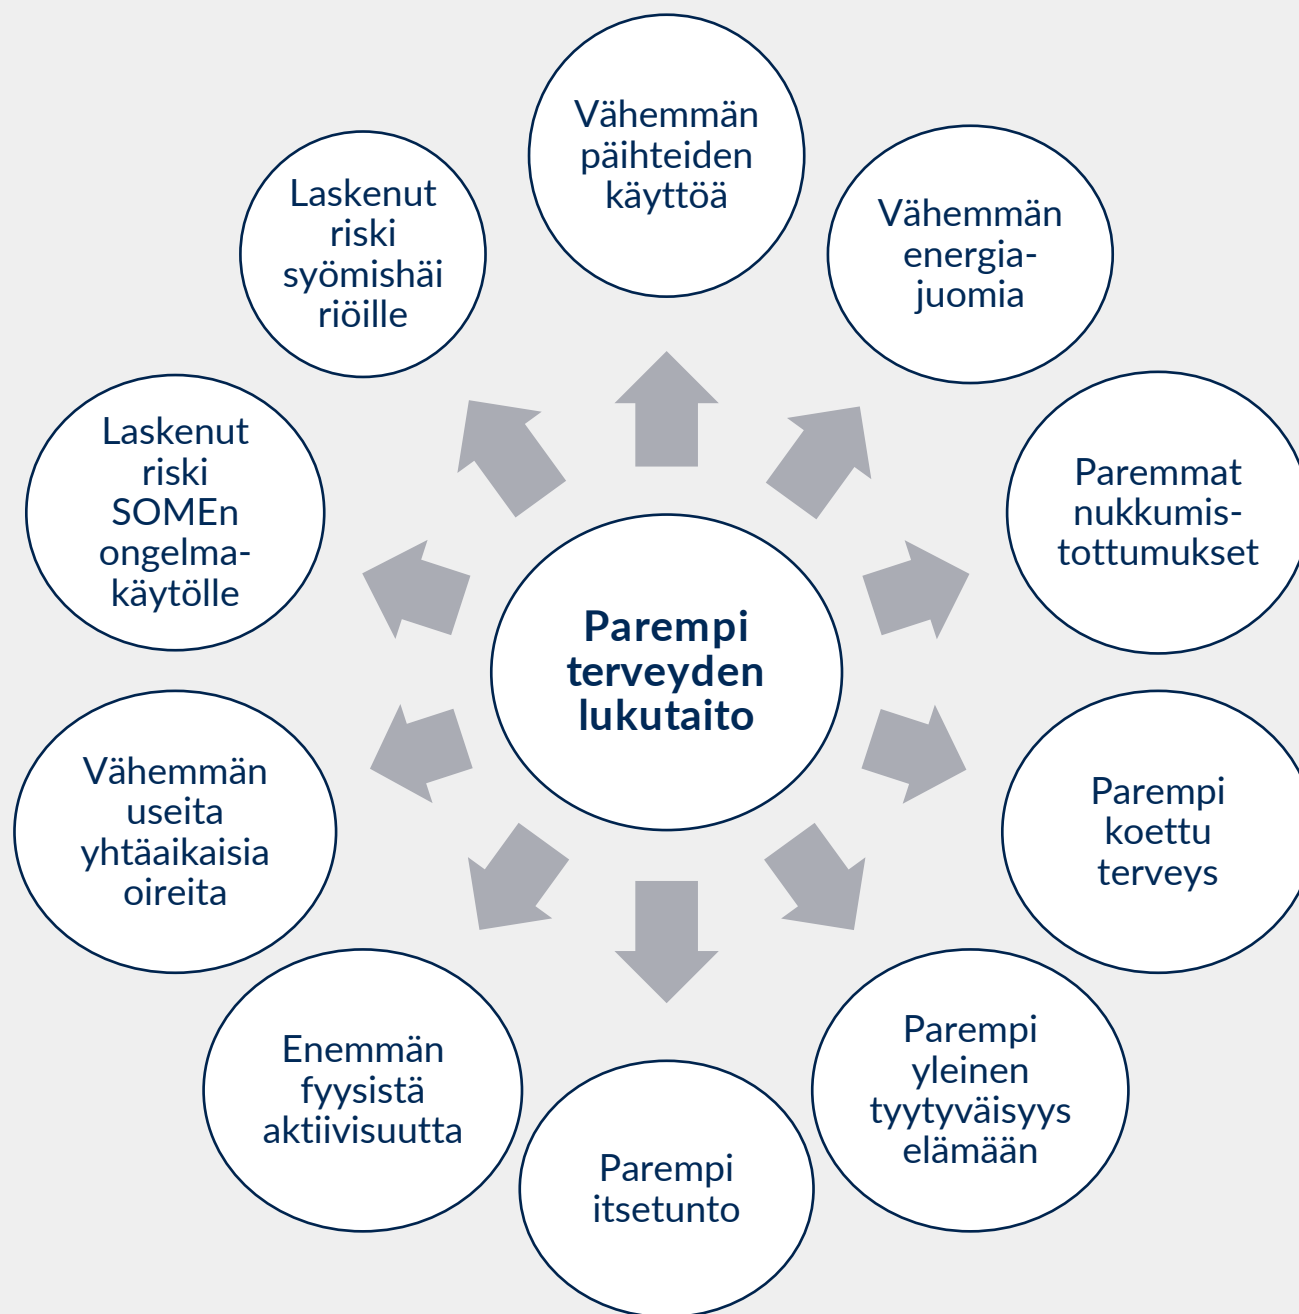 Vähemmän
päihteiden
käyttöä
Vähemmän
energia-
juomia
Paremmat
nukkumis-
tottumukset
Parempi
koettu
terveys
Parempi
yleinen
tyytyväisyys
elämään
Parempi
itsetunto
Enemmän
fyysistä
aktiivisuutta
Vähemmän
useita
yhtäaikaisia
oireita
Laskenut
riski
SOMEn
ongelma-
käytölle
Laskenut
riski
syömishäi
riöille
Parempi
terveyden
lukutaito